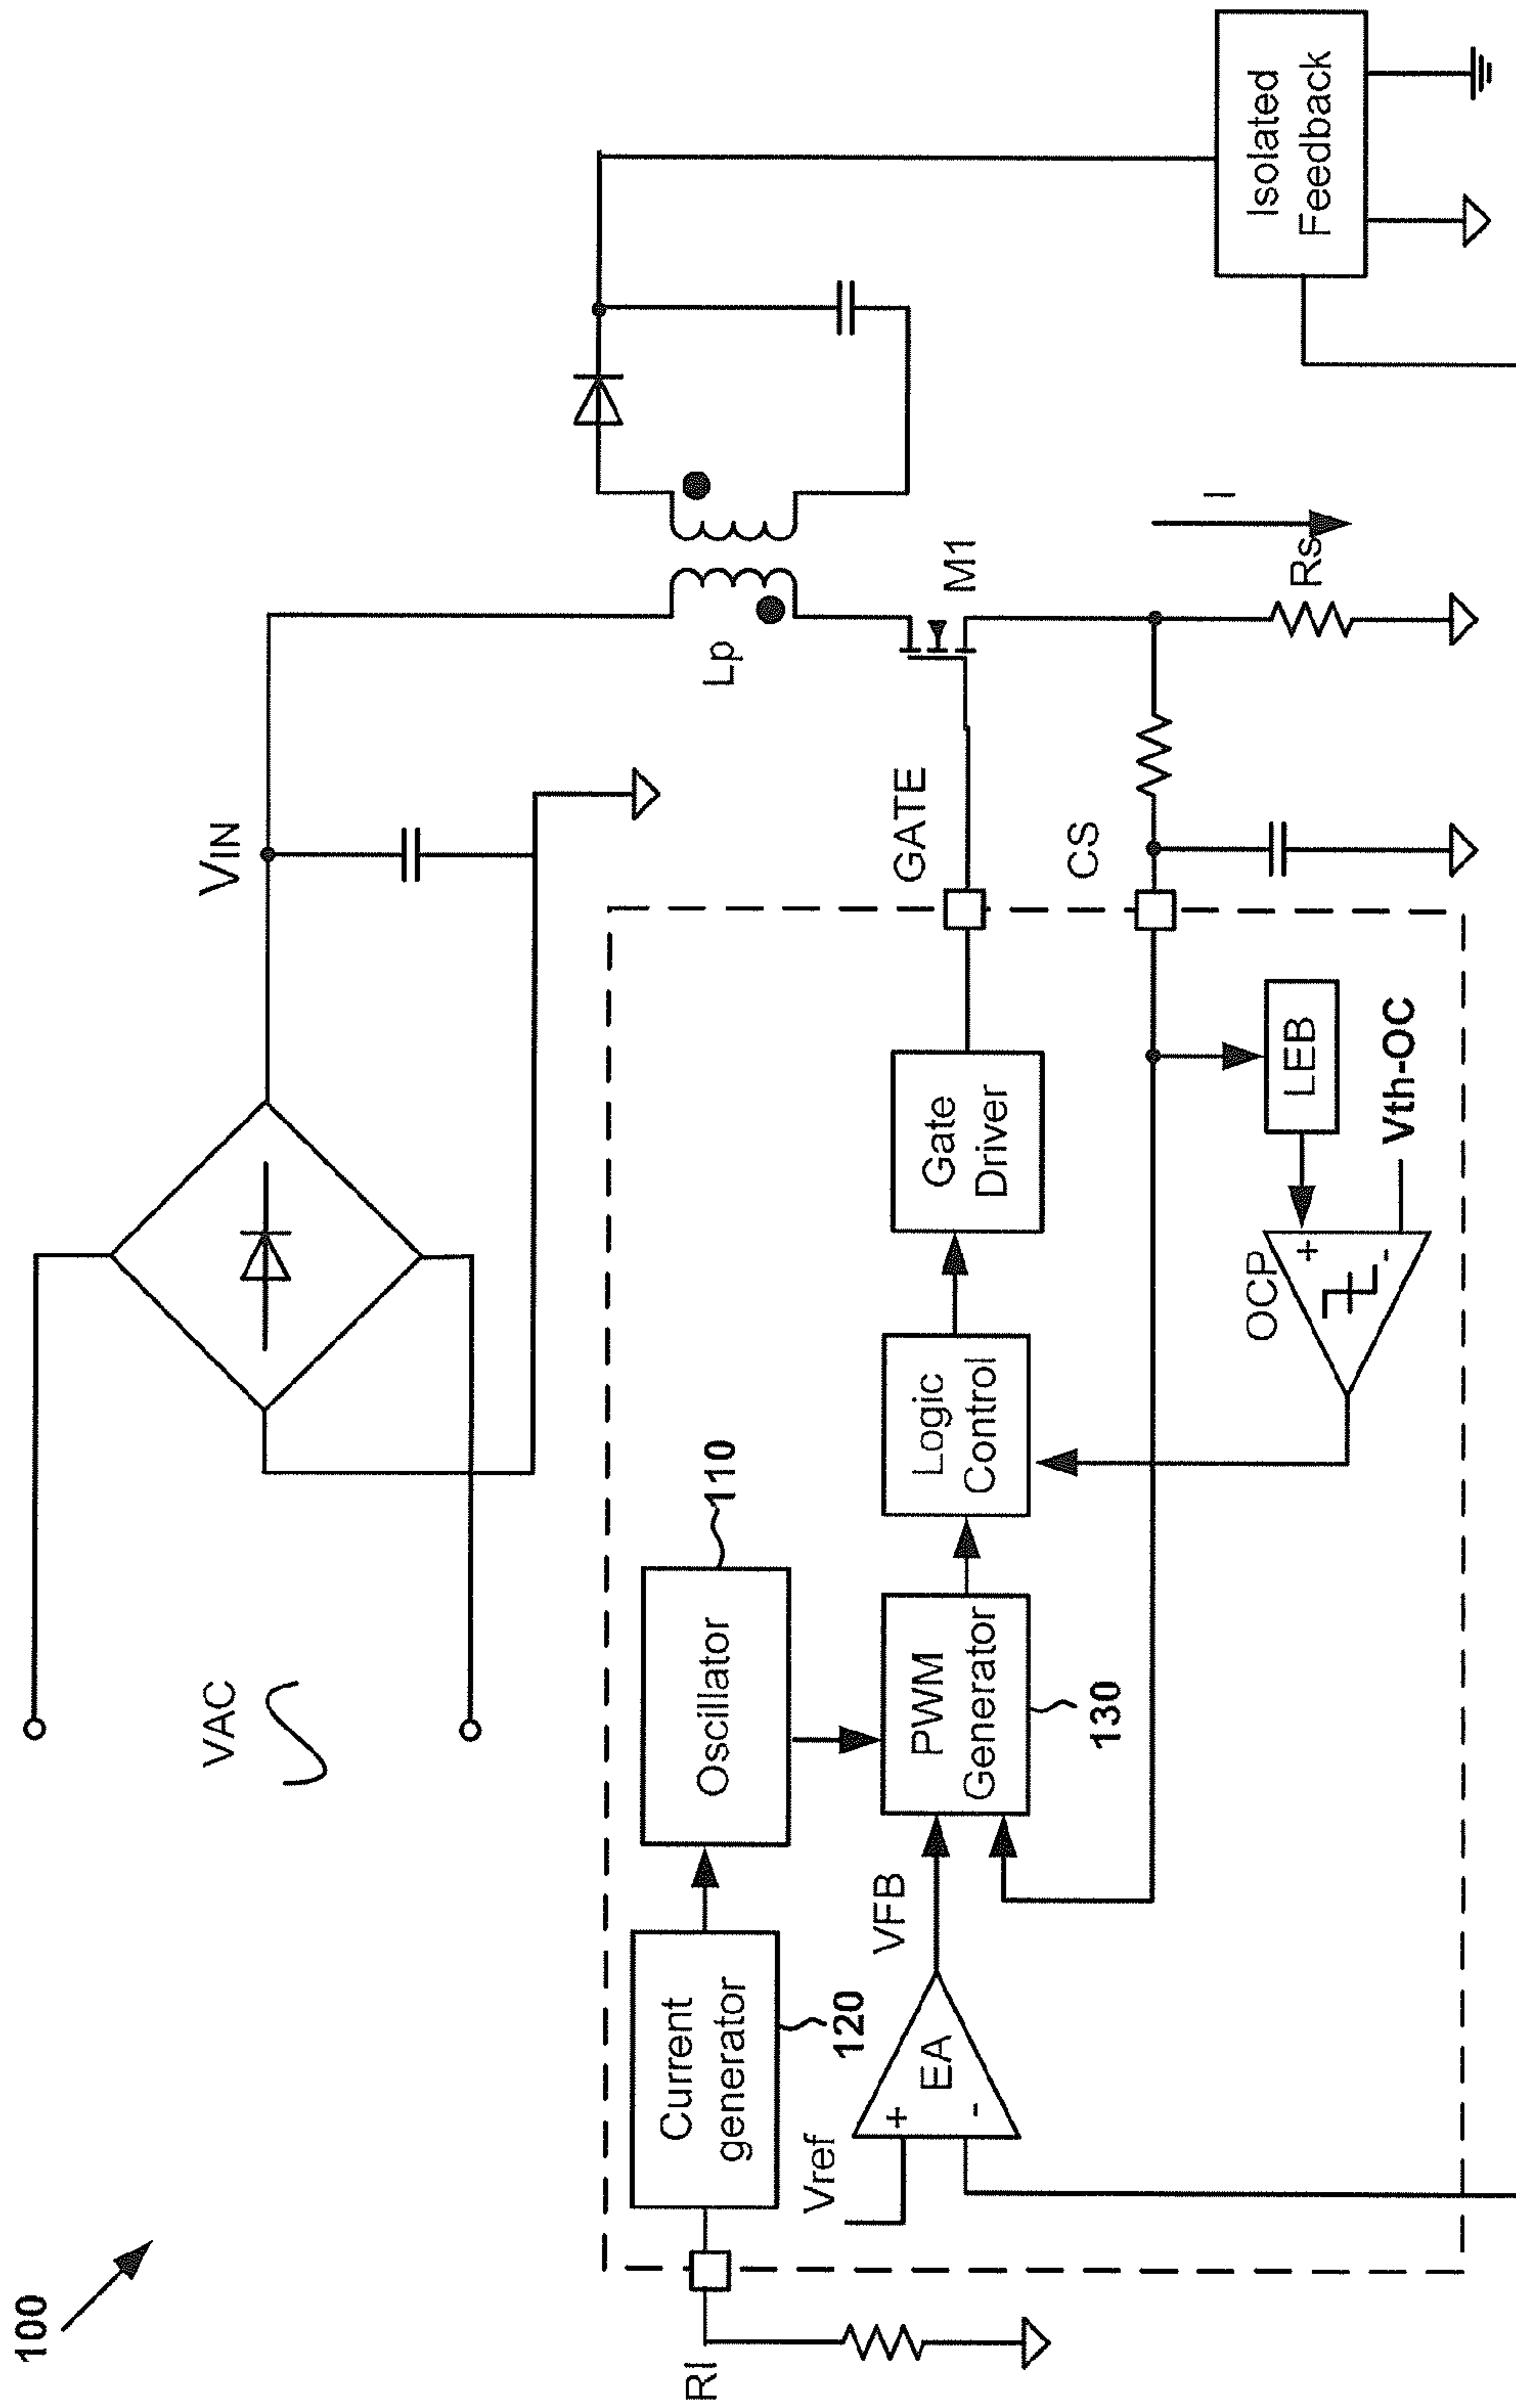 100
VAC
VIN
Lp
M1
I
Rs
GATE
CS
Isolated
Feedback
RI
Current
generator
120
Oscillator
110
Vref
+
-
EA
VFB
PWM
Generator
130
Logic
Control
Gate
Driver
LEB
Vth-OC
OCP
+
-